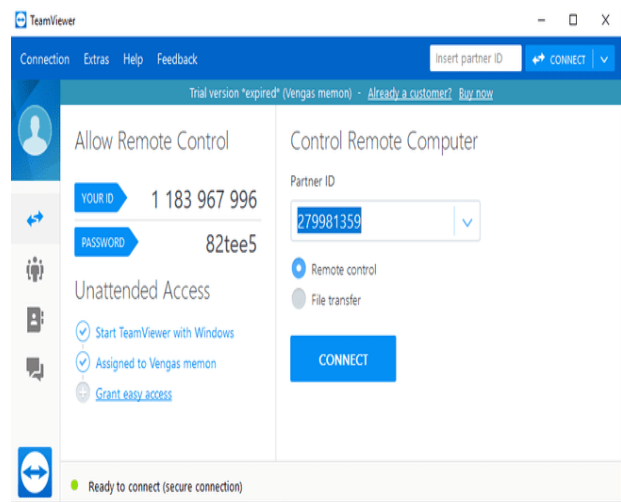 TeamViewer
Connection Extras Help Feedback
Insert partner ID
CONNECT
Trial version *expired* (Vengas memon) - Already a customer? Buy now
Allow Remote Control
YOUR ID 1 183 967 996
PASSWORD 82tee5
Unattended Access
Start TeamViewer with Windows
Assigned to Vengas memon
Grant easy access
Control Remote Computer
Partner ID
279981359
Remote control
File transfer
CONNECT
Ready to connect (secure connection)